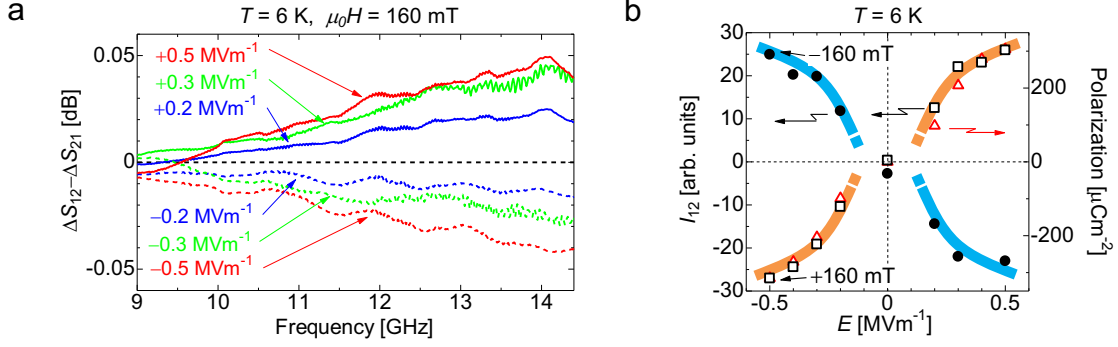 a
T = 6 K, μ₀H = 160 mT
0.05
0
-0.05
ΔS₁₂−ΔS₂₁ [dB]
+0.5 MVm⁻¹
+0.3 MVm⁻¹
+0.2 MVm⁻¹
−0.2 MVm⁻¹
−0.3 MVm⁻¹
−0.5 MVm⁻¹
9 10 11 12 13 14
Frequency [GHz]
b
T = 6 K
30
20
10
0
-10
-20
-30
I₁₂ [arb. units]
−160 mT
+160 mT
200
0
-200
Polarization [μCm⁻²]
-0.5 0 0.5
E [MVm⁻¹]